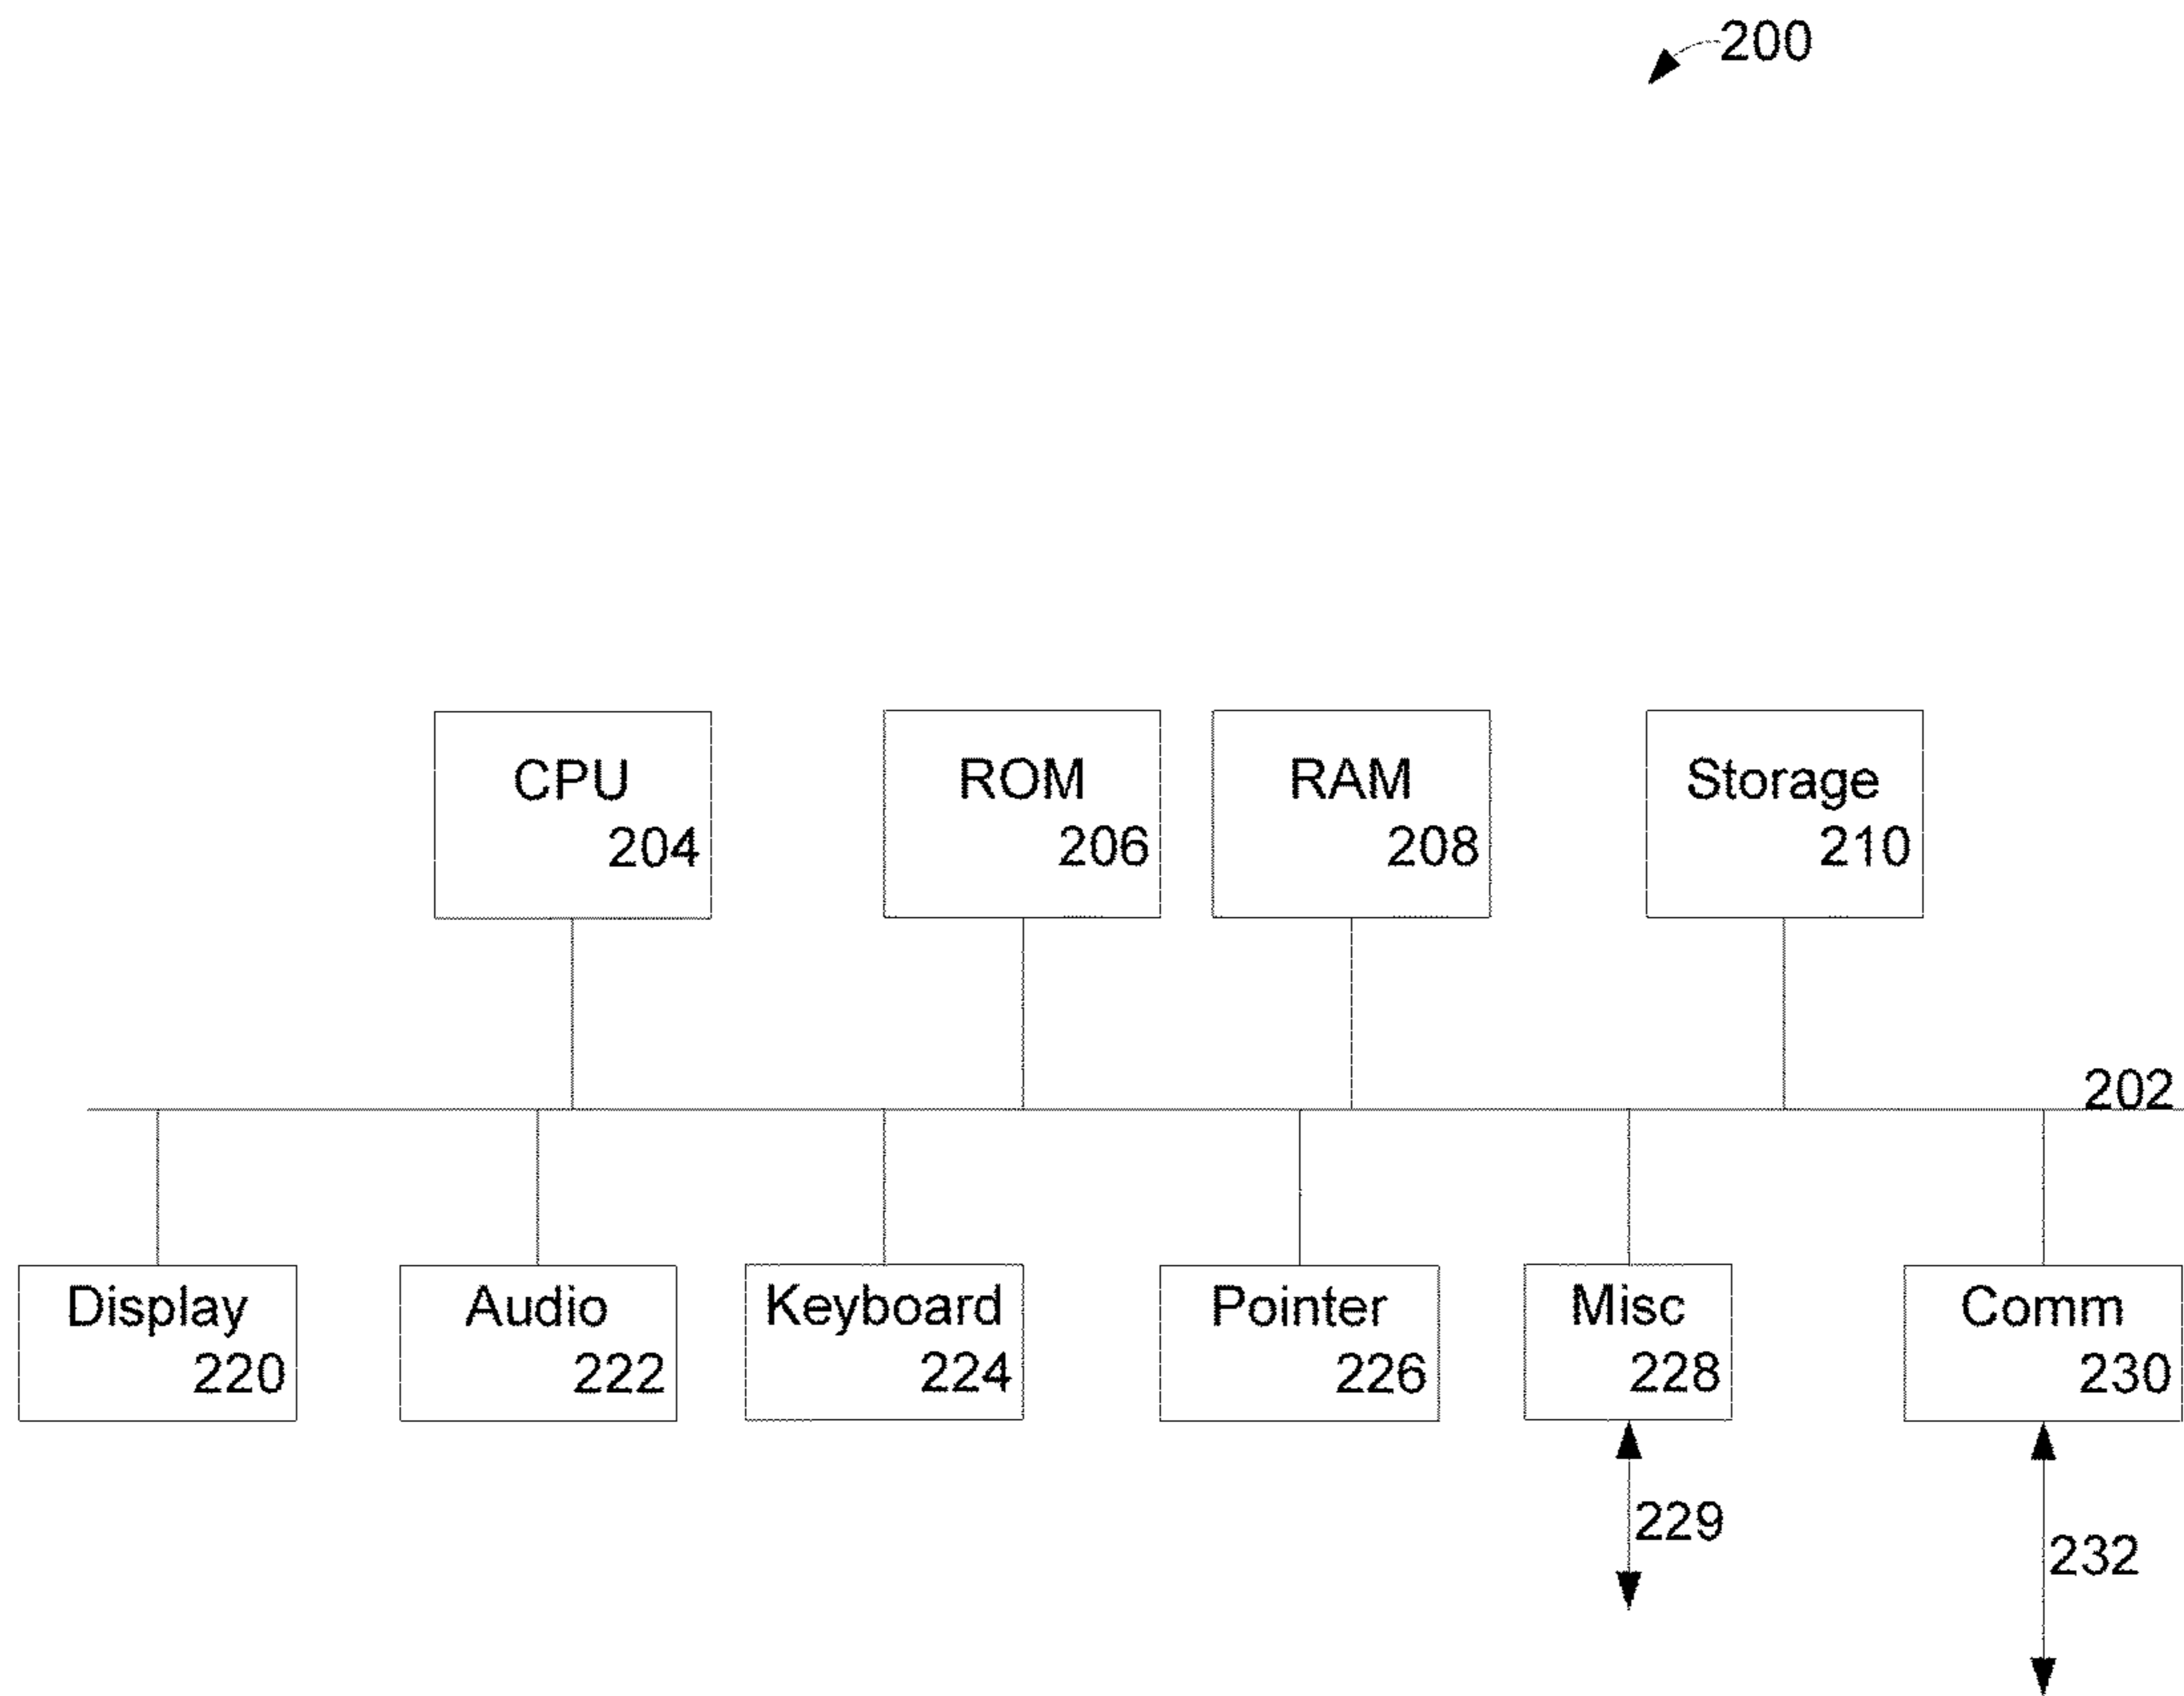 200
CPU
204
ROM
206
RAM
208
Storage
210
202
Display
220
Audio
222
Keyboard
224
Pointer
226
Misc
228
Comm
230
229
232